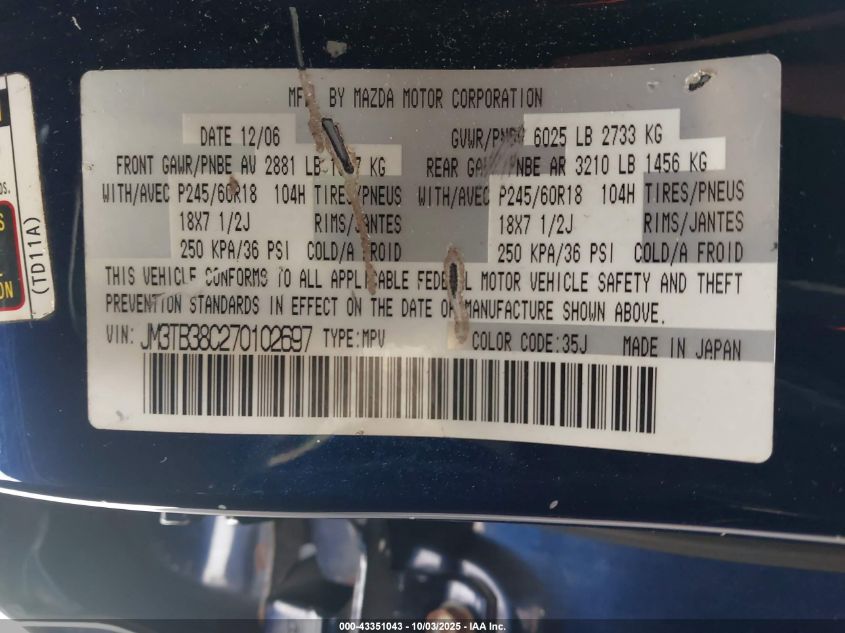 MFD BY MAZDA MOTOR CORPORATION
DATE 12/06 GVWR/PNBV 6025 LB 2733 KG
FRONT GAWR/PNBE AV 2881 LB KG REAR GAWR/PNBE AR 3210 LB 1456 KG
WITH/AVEC P245/60R18 104H TIRES/PNEUS WITH/AVEC P245/60R18 104H TIRES/PNEUS
18X7 1/2J RIMS/JANTES 18X7 1/2J RIMS/JANTES
250 KPA/36 PSI COLD/A FROID 250 KPA/36 PSI COLD/A FROID
THIS VEHICLE CONFORMS TO ALL APPLICABLE FEDERAL MOTOR VEHICLE SAFETY AND THEFT
PREVENTION STANDARDS IN EFFECT ON THE DATE OF MANUFACTURE SHOWN ABOVE.
VIN: JM3TB38C270102697 TYPE:MPV COLOR CODE:35J MADE IN JAPAN
(TD11A)
000-43351043 - 10/03/2025 - IAA Inc.